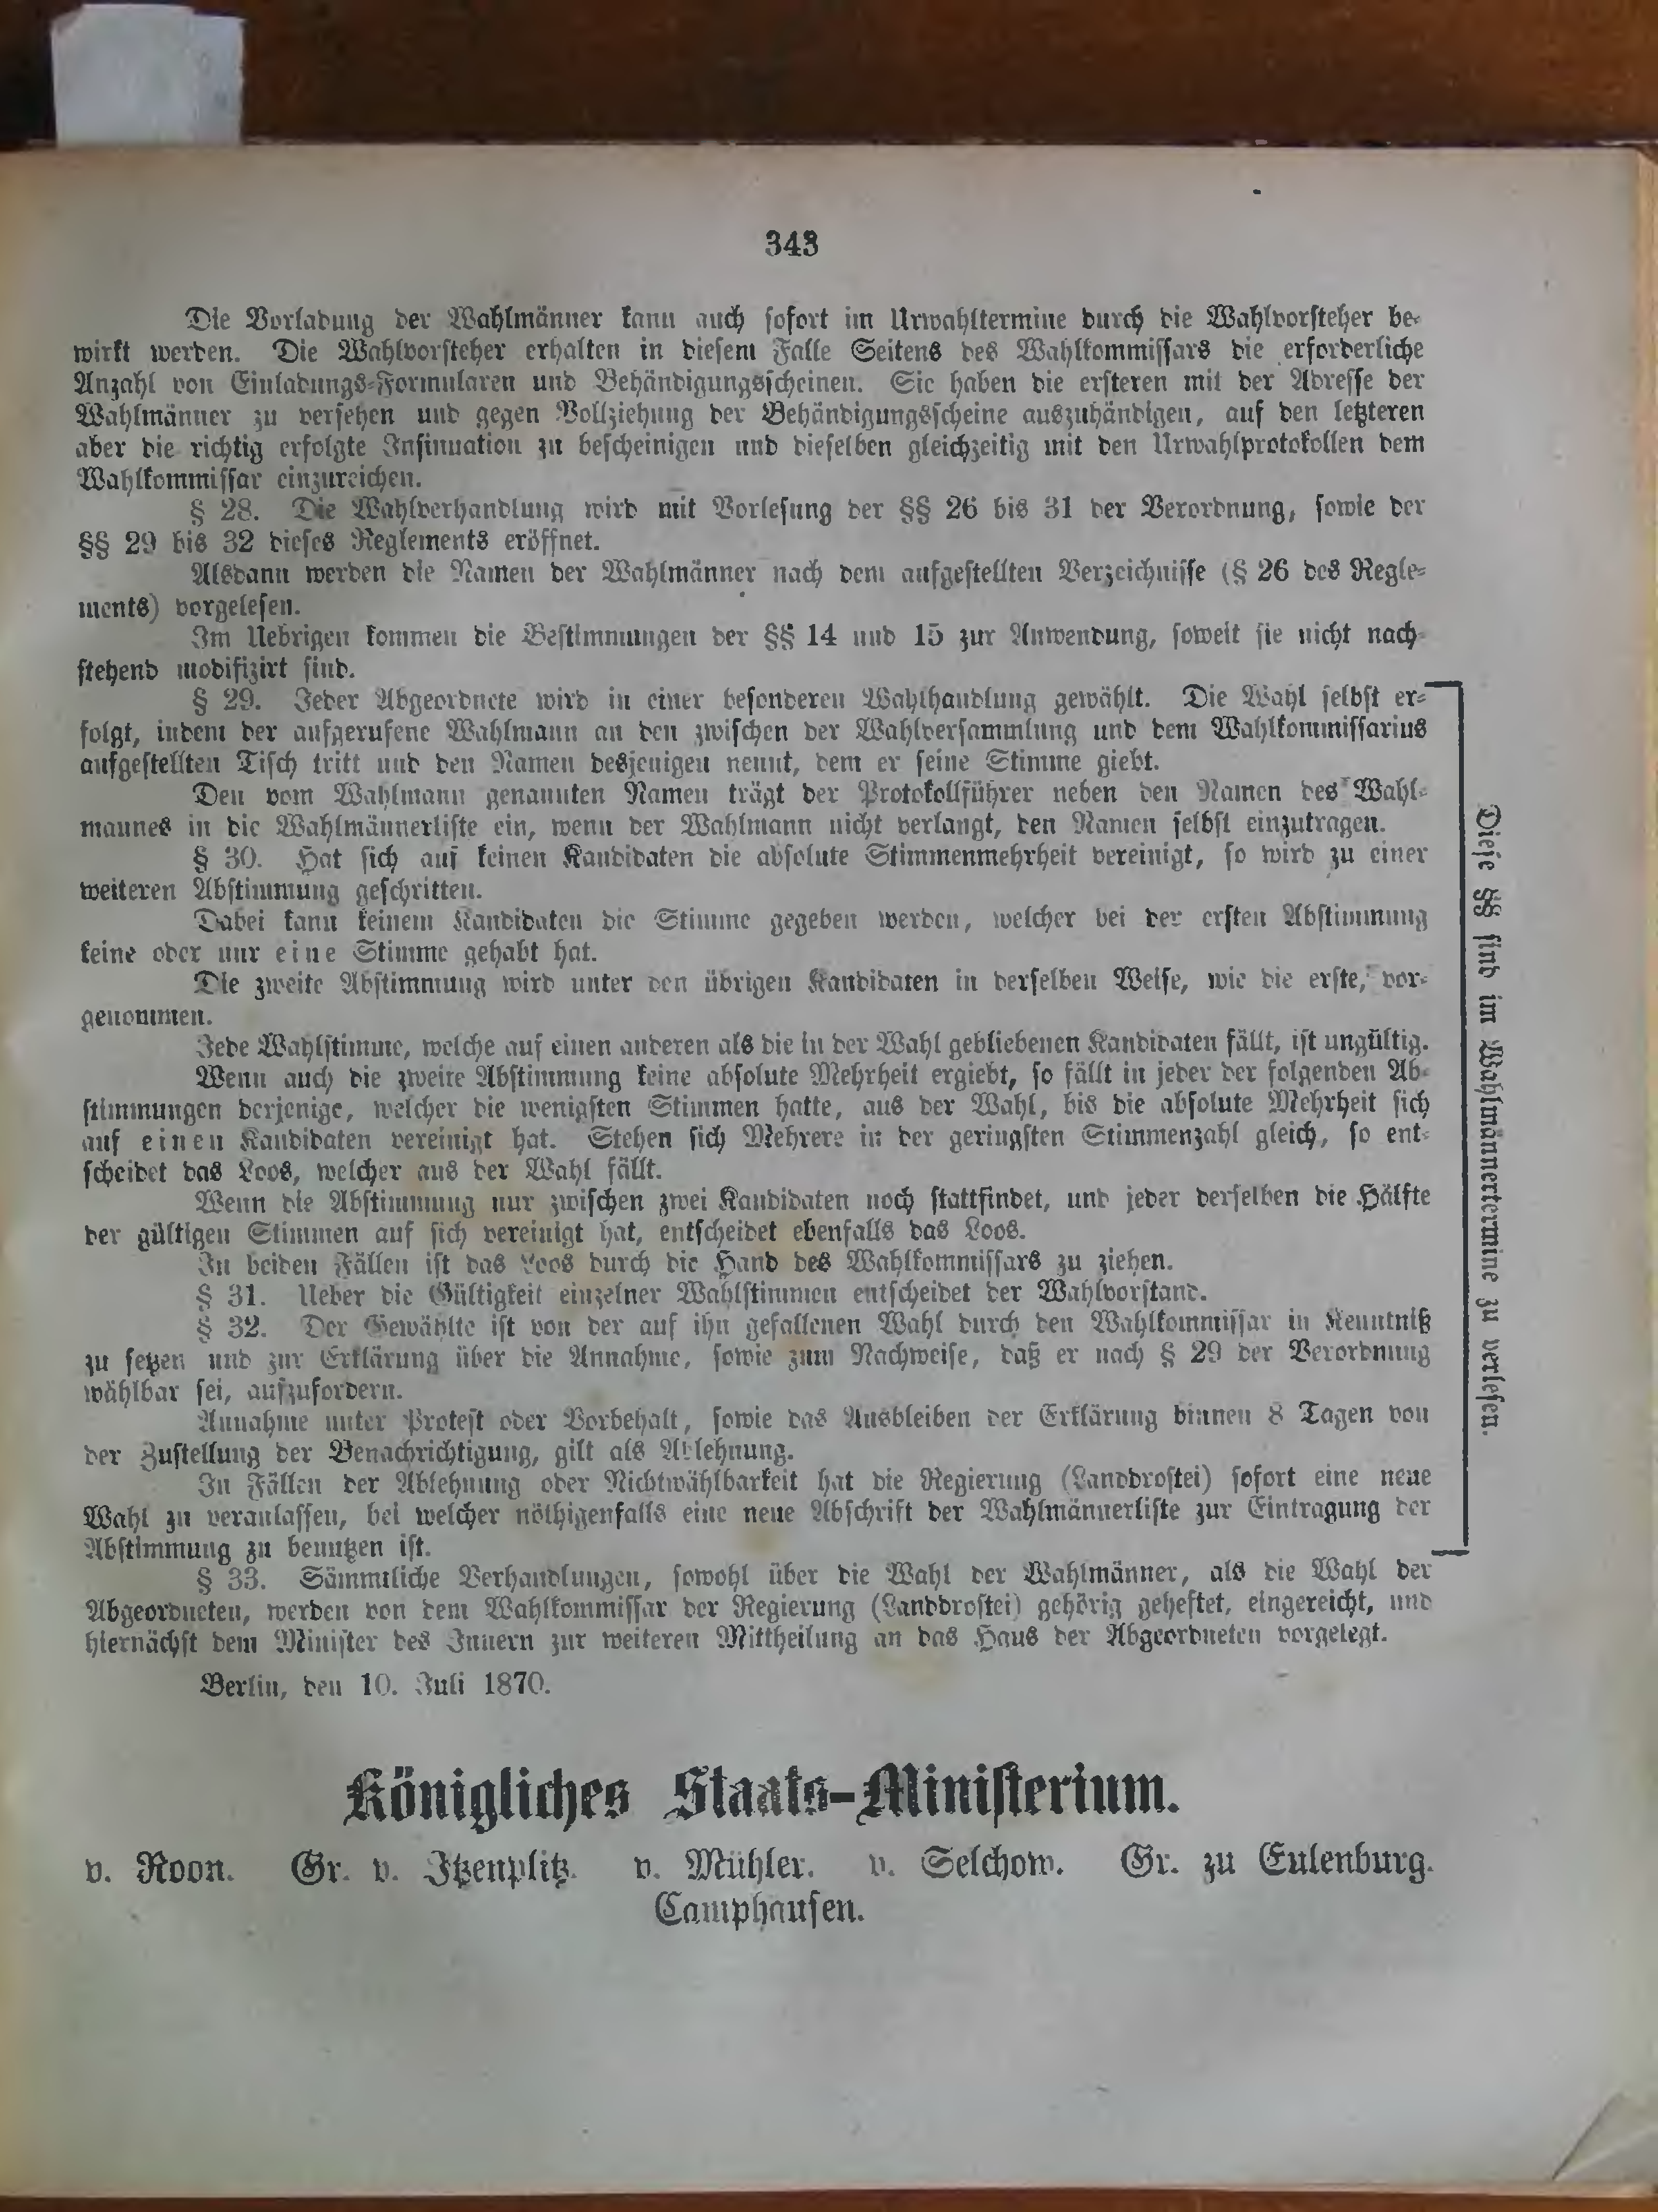 343
Die Vorladung der Wahlmänner kann auch sofort im Urwahltermine durch die Wahlvorsteher be-
wirkt werden. Die Wahlvorsteher erhalten in diesem Falle Seitens des Wahlkommissars die erforderliche
Anzahl von Einladungs-Formularen und Behändigungsscheinen. Sie haben die ersteren mit der Adresse der
Wahlmänner zu versehen und gegen Vollziehung der Behändigungsscheine auszuhändigen, auf den letzteren
aber die richtig erfolgte Insinuation zu bescheinigen und dieselben gleichzeitig mit den Urwahlprotokollen dem
Wahlkommissar einzureichen.
§ 28. Die Wahlverhandlung wird mit Vorlesung der §§ 26 bis 31 der Verordnung, sowie der
§§ 29 bis 32 dieses Reglements eröffnet.
Alsdann werden die Namen der Wahlmänner nach dem aufgestellten Verzeichnisse (§ 26 des Regle-
ments) vorgelesen.
Im Uebrigen kommen die Bestimmungen der §§ 14 und 15 zur Anwendung, soweit sie nicht nach-
stehend modifizirt sind.
§ 29. Jeder Abgeordnete wird in einer besonderen Wahlhandlung gewählt. Die Wahl selbst er-
folgt, indem der aufgerufene Wahlmann an den zwischen der Wahlversammlung und dem Wahlkommissarius
aufgestellten Tisch tritt und den Namen desjenigen nennt, dem er seine Stimme giebt.
Den vom Wahlmann genannten Namen trägt der Protokollführer neben den Namen des Wahl-
mannes in die Wahlmännerliste ein, wenn der Wahlmann nicht verlangt, den Namen selbst einzutragen.
§ 30. Hat sich auf keinen Kandidaten die absolute Stimmenmehrheit vereinigt, so wird zu einer
weiteren Abstimmung geschritten.
Dabei kann keinem Kandidaten die Stimme gegeben werden, welcher bei der ersten Abstimmung
keine oder nur eine Stimme gehabt hat.
Die zweite Abstimmung wird unter den übrigen Kandidaten in derselben Weise, wie die erste, vor-
genommen.
Jede Wahlstimme, welche auf einen anderen als die in der Wahl gebliebenen Kandidaten fällt, ist ungültig.
Wenn auch die zweite Abstimmung keine absolute Mehrheit ergiebt, so fällt in jeder der folgenden Ab-
stimmungen derjenige, welcher die wenigsten Stimmen hatte, aus der Wahl, bis die absolute Mehrheit sich
auf einen Kandidaten vereinigt hat. Stehen sich Mehrere in der geringsten Stimmenzahl gleich, so ent-
scheidet das Loos, welcher aus der Wahl fällt.
Wenn die Abstimmung nur zwischen zwei Kandidaten noch stattfindet, und jeder derselben die Hälfte
der gültigen Stimmen auf sich vereinigt hat, entscheidet ebenfalls das Loos.
In beiden Fällen ist das Loos durch die Hand des Wahlkommissars zu ziehen.
§ 31. Ueber die Gültigkeit einzelner Wahlstimmen entscheidet der Wahlvorstand.
§ 32. Der Gewählte ist von der auf ihn gefallenen Wahl durch den Wahlkommissar in Kenntniß
zu setzen und zur Erklärung über die Annahme, sowie zum Nachweise, daß er nach § 29 der Verordnung
wählbar sei, aufzufordern.
Annahme unter Protest oder Vorbehalt, sowie das Ausbleiben der Erklärung binnen 8 Tagen von
der Zustellung der Benachrichtigung, gilt als Ablehnung.
In Fällen der Ablehnung oder Nichtwählbarkeit hat die Regierung (Landdrostei) sofort eine neue
Wahl zu veranlassen, bei welcher nöthigenfalls eine neue Abschrift der Wahlmännerliste zur Eintragung der
Abstimmung zu benutzen ist.
Diese §§ sind im Wahlmännertermine zu verlesen.
§ 33. Sämmtliche Verhandlungen, sowohl über die Wahl der Wahlmänner, als die Wahl der
Abgeordneten, werden von dem Wahlkommissar der Regierung (Landdrostei) gehörig geheftet, eingereicht, und
hiernächst dem Minister des Innern zur weiteren Mittheilung an das Haus der Abgeordneten vorgelegt.
Berlin, den 10. Juli 1870.
Königliches Staats-Ministerium.
v. Roon. Gr. v. Itzenplitz. v. Mühler. v. Selchow. Gr. zu Eulenburg.
Camphausen.